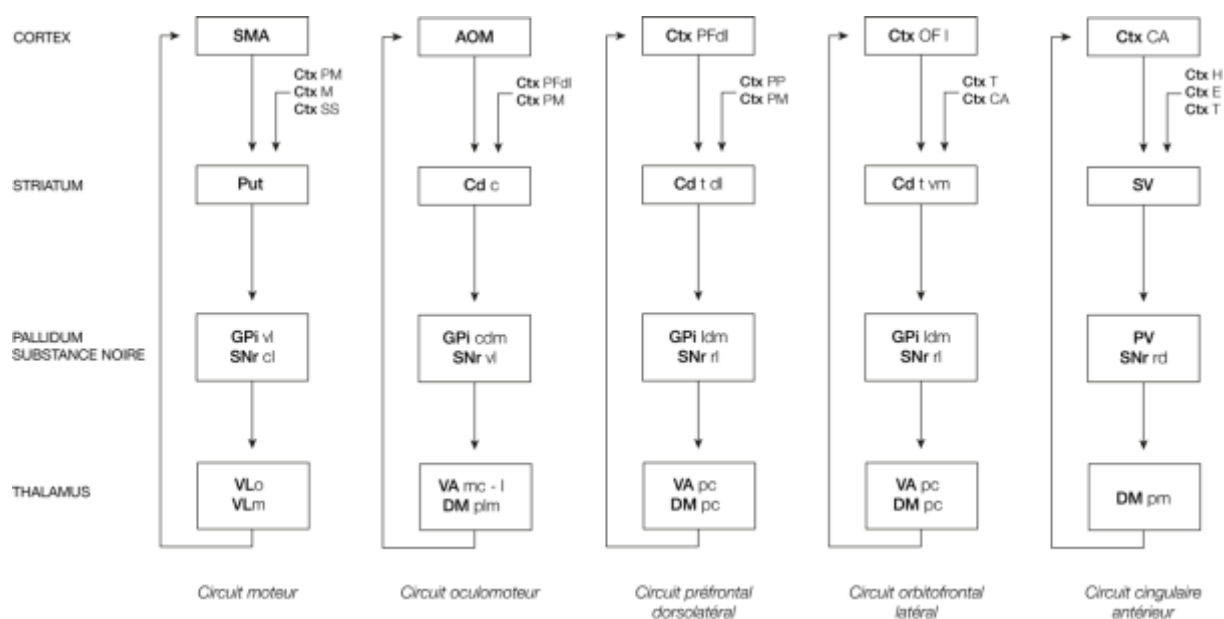 CORTEX
SMA
AOM
Ctx PFdl
Ctx OF l
Ctx CA
Ctx PM
Ctx M
Ctx SS
Ctx PFdl
Ctx PM
Ctx PP
Ctx PM
Ctx T
Ctx CA
Ctx H
Ctx E
Ctx T
STRIATUM
Put
Cd c
Cd t dl
Cd t vm
SV
PALLIDUM
SUBSTANCE NOIRE
GPi vl
SNr cl
GPi cdm
SNr vl
GPi ldm
SNr rl
GPi ldm
SNr rl
PV
SNr rd
THALAMUS
VLo
VLm
VA mc - l
DM plm
VA pc
DM pc
VA pc
DM pc
DM pm
Circuit moteur
Circuit oculomoteur
Circuit préfrontal
dorsolatéral
Circuit orbitofrontal
latéral
Circuit cingulaire
antérieur